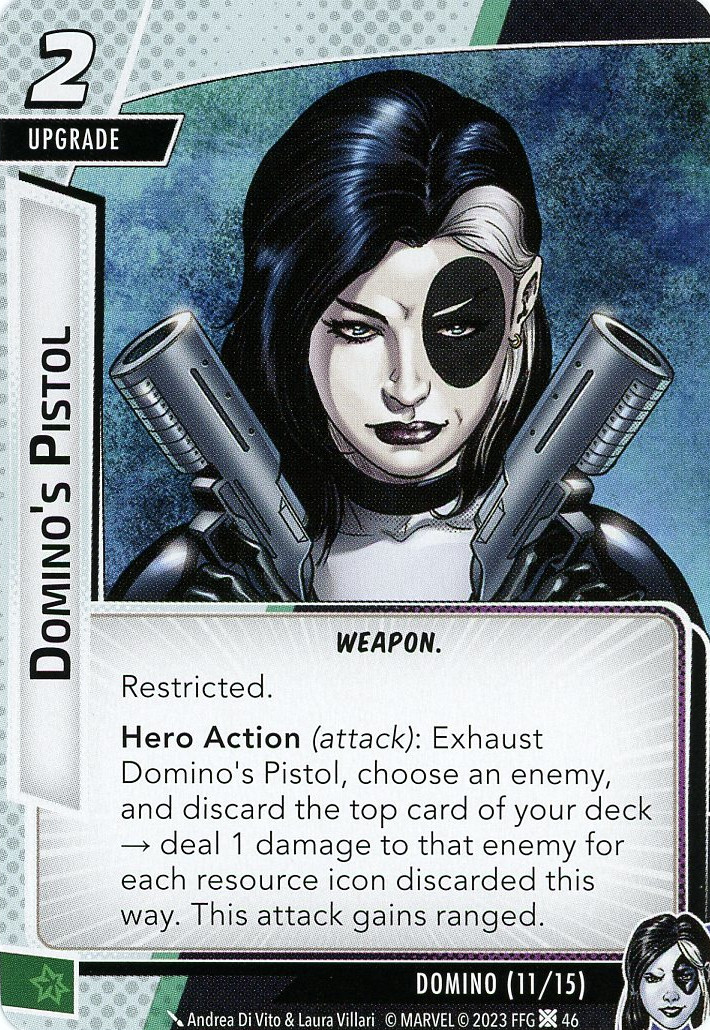 2
UPGRADE
DOMINO'S PISTOL
WEAPON.
Restricted.
Hero Action (attack): Exhaust
Domino's Pistol, choose an enemy,
and discard the top card of your deck
→ deal 1 damage to that enemy for
each resource icon discarded this
way. This attack gains ranged.
DOMINO (11/15)
Andrea Di Vito & Laura Villari © MARVEL © 2023 FFG 46